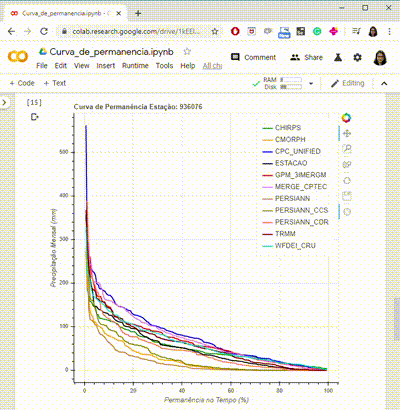 Curva_de_permanencia.ipynb - C
colab.research.google.com/drive/1kEEl...
Curva_de_permanencia.ipynb
File Edit View Insert Runtime Tools Help All ch
Comment Share
+ Code + Text
RAM
Disk
Editing
[15]
Curva de Permanência Estação: 936076
CHIRPS
CMORPH
CPC_UNIFIED
ESTACAO
GPM_3IMERGM
MERGE_CPTEC
PERSIANN
PERSIANN_CCS
PERSIANN_CDR
TRMM
WFDEI_CRU
Precipitação Mensal (mm)
500
400
300
200
100
0
0 20 40 60 80 100
Permanência no Tempo (%)